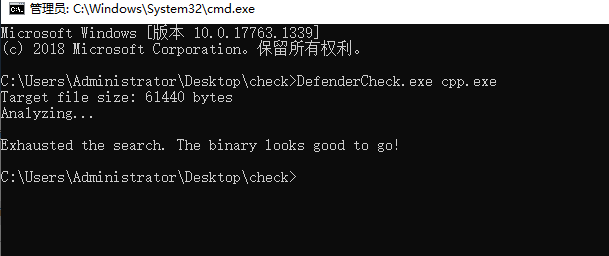 管理员: C:\Windows\System32\cmd.exe
Microsoft Windows [版本 10.0.17763.1339]
(c) 2018 Microsoft Corporation。保留所有权利。
C:\Users\Administrator\Desktop\check>DefenderCheck.exe cpp.exe
Target file size: 61440 bytes
Analyzing...
Exhausted the search. The binary looks good to go!
C:\Users\Administrator\Desktop\check>